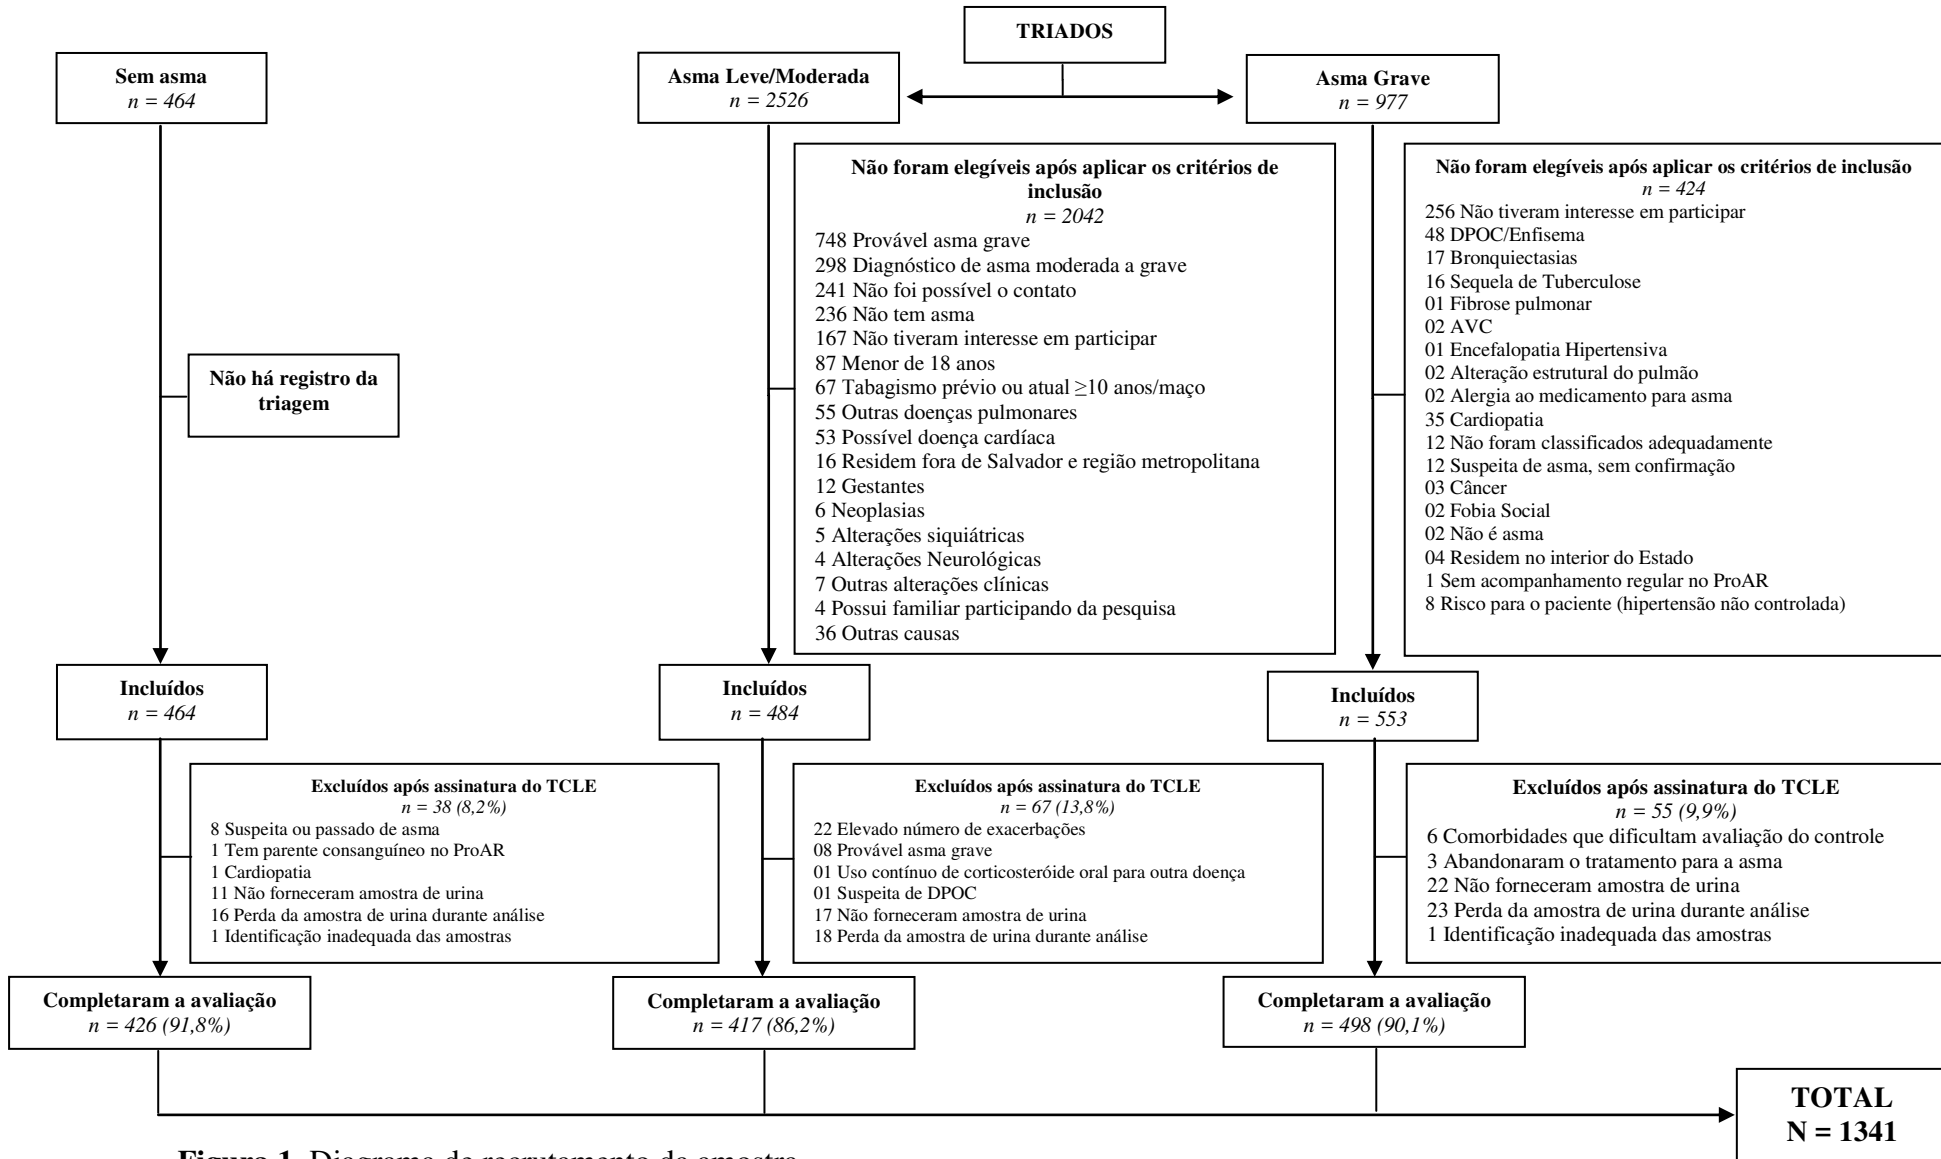 TRIADOS
Sem asma
n = 464
Asma Leve/Moderada
n = 2526
Asma Grave
n = 977
Não foram elegíveis após aplicar os critérios de
inclusão
n = 2042
748 Provável asma grave
298 Diagnóstico de asma moderada a grave
241 Não foi possível o contato
236 Não tem asma
167 Não tiveram interesse em participar
87 Menor de 18 anos
67 Tabagismo prévio ou atual ≥10 anos/maço
55 Outras doenças pulmonares
53 Possível doença cardíaca
16 Residem fora de Salvador e região metropolitana
12 Gestantes
6 Neoplasias
5 Alterações siquiátricas
4 Alterações Neurológicas
7 Outras alterações clínicas
4 Possui familiar participando da pesquisa
36 Outras causas
Não foram elegíveis após aplicar os critérios de inclusão
n = 424
256 Não tiveram interesse em participar
48 DPOC/Enfisema
17 Bronquiectasias
16 Sequela de Tuberculose
01 Fibrose pulmonar
02 AVC
01 Encefalopatia Hipertensiva
02 Alteração estrutural do pulmão
02 Alergia ao medicamento para asma
35 Cardiopatia
12 Não foram classificados adequadamente
12 Suspeita de asma, sem confirmação
03 Câncer
02 Fobia Social
02 Não é asma
04 Residem no interior do Estado
1 Sem acompanhamento regular no ProAR
8 Risco para o paciente (hipertensão não controlada)
Não há registro da
triagem
Incluídos
n = 464
Incluídos
n = 484
Incluídos
n = 553
Excluídos após assinatura do TCLE
n = 38 (8,2%)
8 Suspeita ou passado de asma
1 Tem parente consanguíneo no ProAR
1 Cardiopatia
11 Não forneceram amostra de urina
16 Perda da amostra de urina durante análise
1 Identificação inadequada das amostras
Excluídos após assinatura do TCLE
n = 67 (13,8%)
22 Elevado número de exacerbações
08 Provável asma grave
01 Uso contínuo de corticosteróide oral para outra doença
01 Suspeita de DPOC
17 Não forneceram amostra de urina
18 Perda da amostra de urina durante análise
Excluídos após assinatura do TCLE
n = 55 (9,9%)
6 Comorbidades que dificultam avaliação do controle
3 Abandonaram o tratamento para a asma
22 Não forneceram amostra de urina
23 Perda da amostra de urina durante análise
1 Identificação inadequada das amostras
Completaram a avaliação
n = 426 (91,8%)
Completaram a avaliação
n = 417 (86,2%)
Completaram a avaliação
n = 498 (90,1%)
TOTAL
N = 1341
Figura 1. Diagrama de recrutamento da amostra